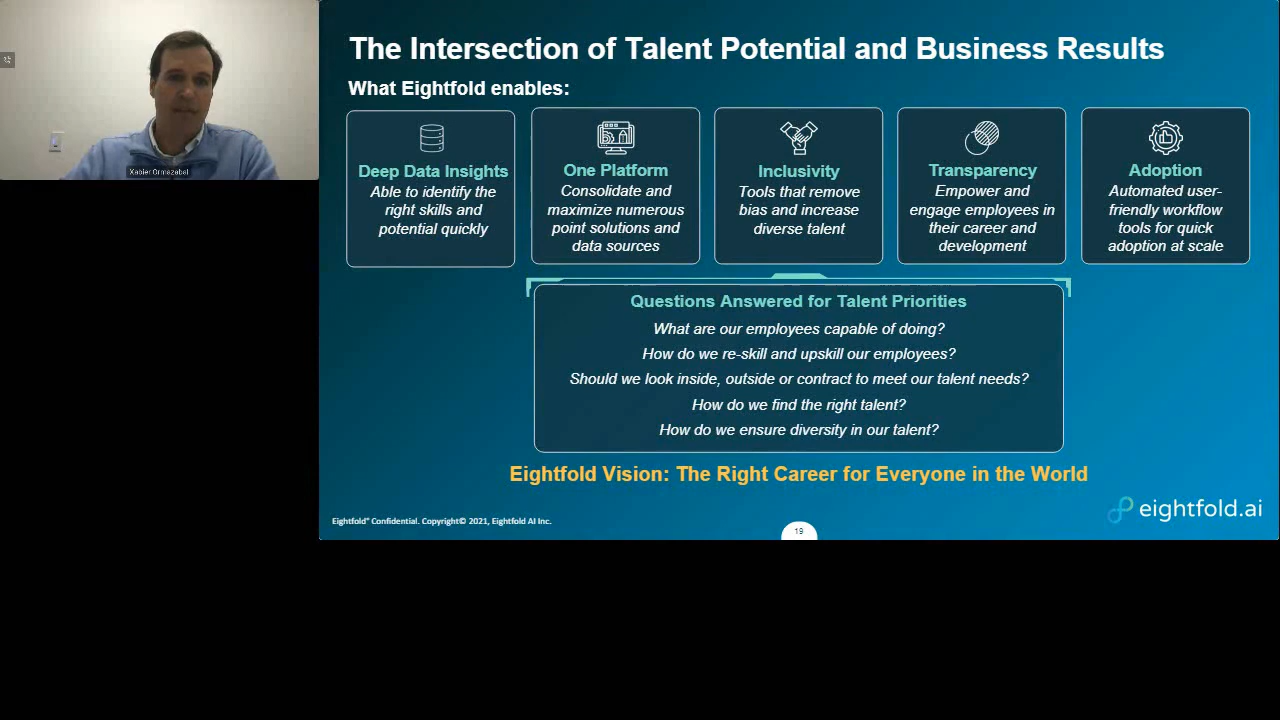 Xabier Ormazabal
The Intersection of Talent Potential and Business Results
What Eightfold enables:
Deep Data Insights
Able to identify the
right skills and
potential quickly
One Platform
Consolidate and
maximize numerous
point solutions and
data sources
Inclusivity
Tools that remove
bias and increase
diverse talent
Transparency
Empower and
engage employees in
their career and
development
Adoption
Automated user-
friendly workflow
tools for quick
adoption at scale
Questions Answered for Talent Priorities
What are our employees capable of doing?
How do we re-skill and upskill our employees?
Should we look inside, outside or contract to meet our talent needs?
How do we find the right talent?
How do we ensure diversity in our talent?
Eightfold Vision: The Right Career for Everyone in the World
Eightfold® Confidential. Copyright© 2021, Eightfold AI Inc.
19
eightfold.ai